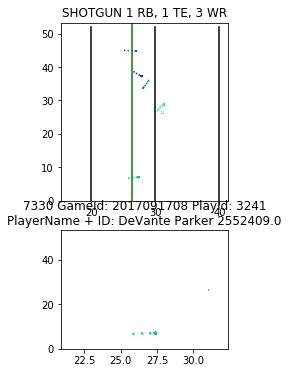 SHOTGUN 1 RB, 1 TE, 3 WR
50
40
30
20
10
0
20 30 40
7330 GameId: 2017091708 PlayId: 3241
PlayerName + ID: DeVante Parker 2552409.0
40
20
0
22.5 25.0 27.5 30.0